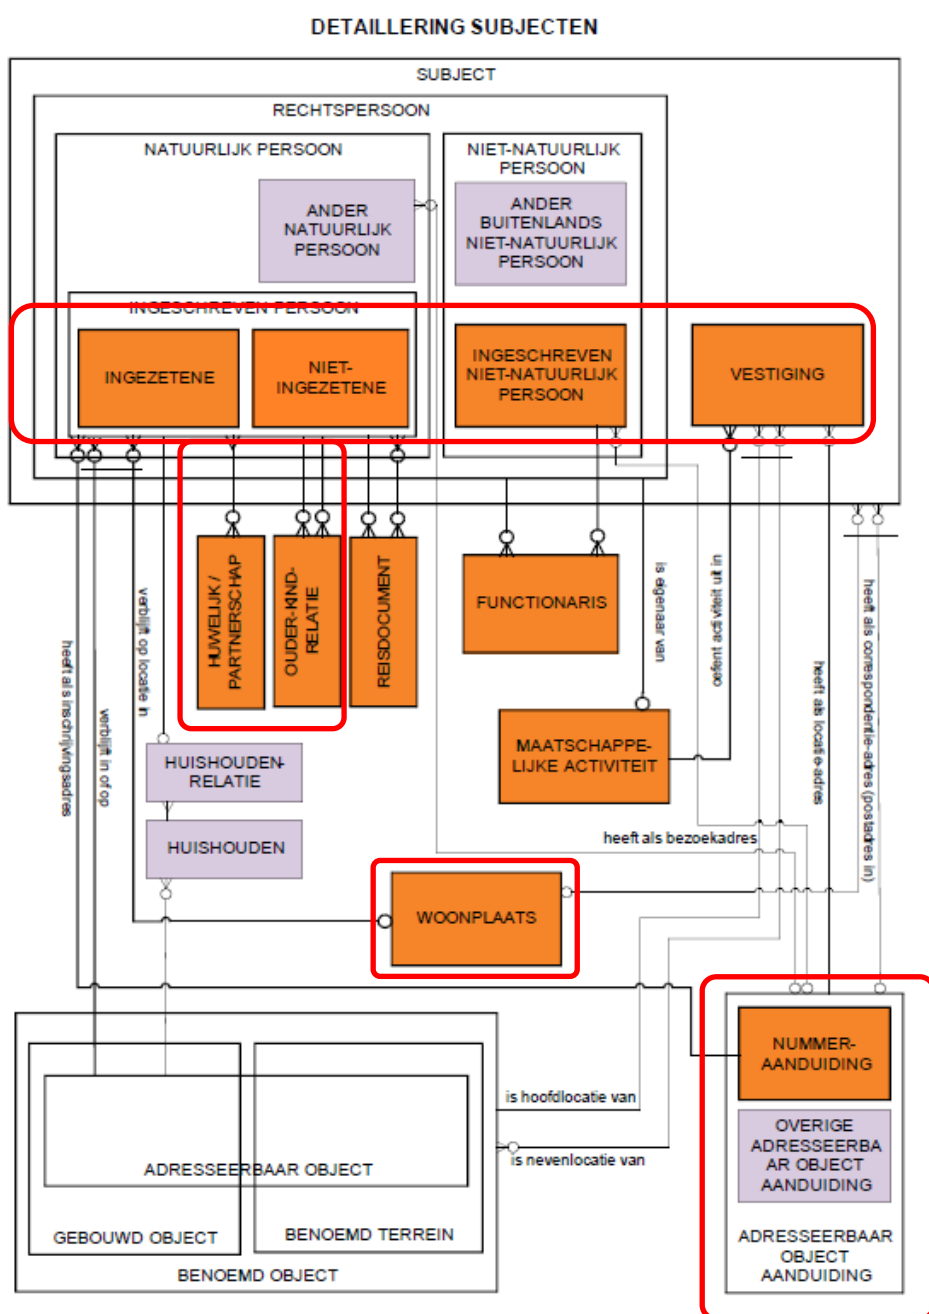 DETAILLERING SUBJECTEN
SUBJECT
RECHTSPERSOON
NATUURLIJK PERSOON
NIET-NATUURLIJK
PERSOON
ANDER
NATUURLIJK
PERSOON
ANDER
BUITENLANDS
NIET-NATUURLIJK
PERSOON
INGESCHREVEN PERSOON
INGEZETENE
NIET-
INGEZETENE
INGESCHREVEN
NIET-NATUURLIJK
PERSOON
VESTIGING
HUWELIJK /
PARTNERSCHAP
OUDER-KIND-
RELATIE
REISDOCUMENT
FUNCTIONARIS
is eigenaar van
oefent activiteit uit in
heeft als locatie-adres
heeft als correspondentie-adres (postadres in)
heeft als inschrijvingsadres
verblijft in of op
verblijft op locatie in
HUISHOUDEN-
RELATIE
HUISHOUDEN
MAATSCHAPPE-
LIJKE ACTIVITEIT
heeft als bezoekadres
WOONPLAATS
NUMMER-
AANDUIDING
OVERIGE
ADRESSEERBA
AR OBJECT
AANDUIDING
ADRESSEERBAAR
OBJECT
AANDUIDING
is hoofdlocatie van
is nevenlocatie van
ADRESSEERBAAR OBJECT
GEBOUWD OBJECT
BENOEMD TERREIN
BENOEMD OBJECT